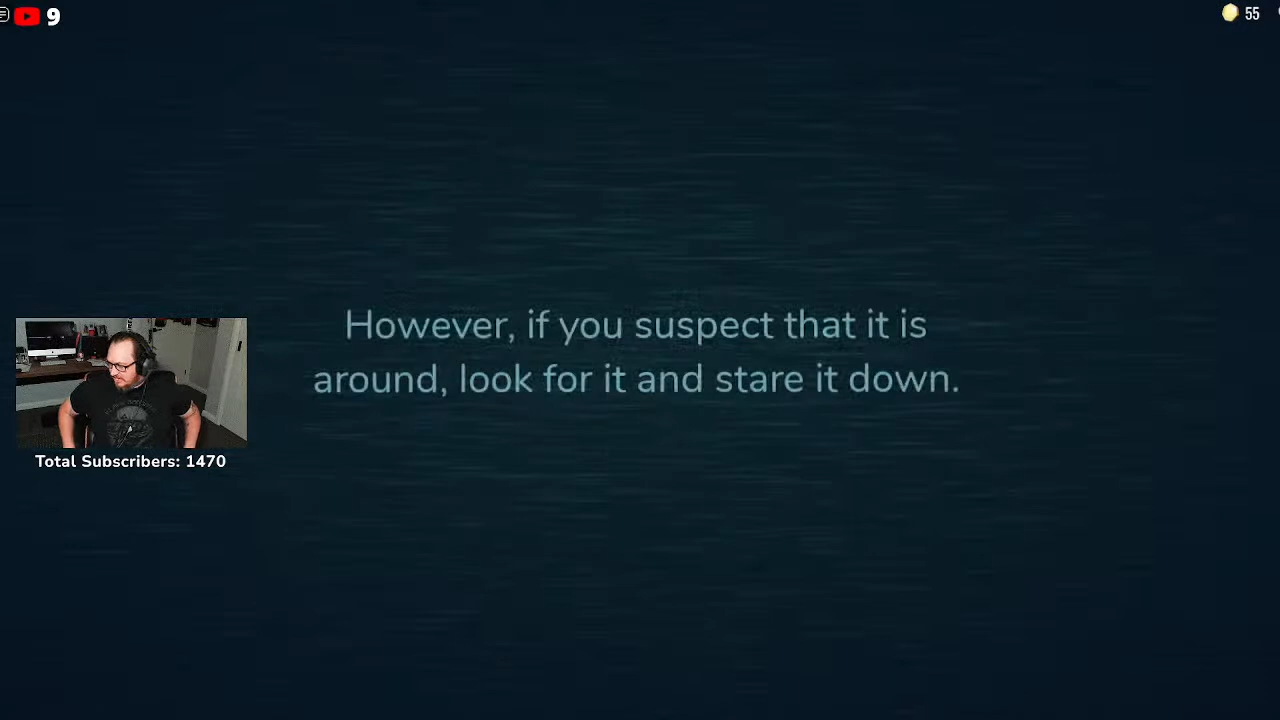 9
55
However, if you suspect that it is
around, look for it and stare it down.
Total Subscribers: 1470